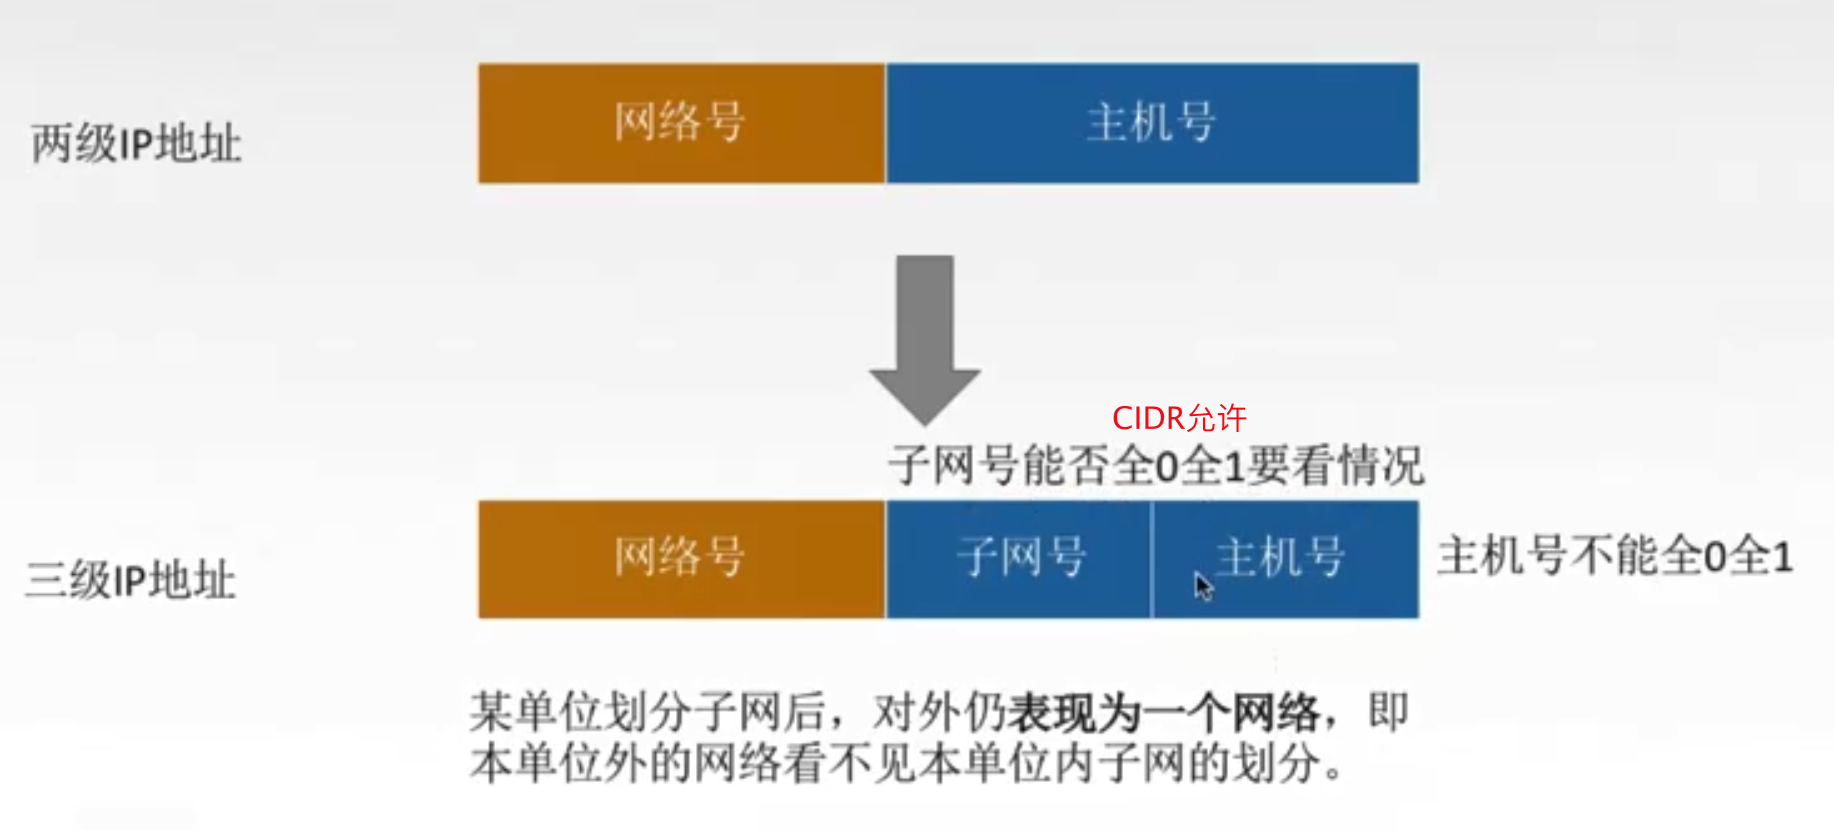 两级IP地址
网络号
主机号
CIDR允许
子网号能否全0全1要看情况
三级IP地址
网络号
子网号
主机号
主机号不能全0全1
某单位划分子网后，对外仍表现为一个网络，即
本单位外的网络看不见本单位内子网的划分。